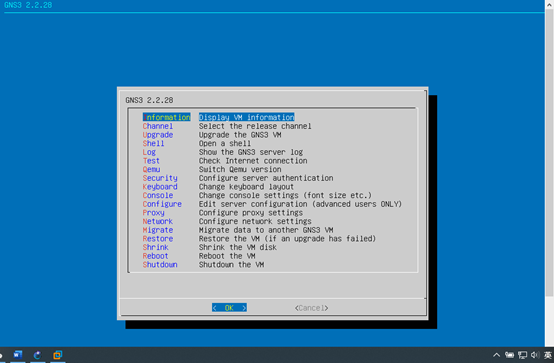 GNS3 2.2.28
GNS3 2.2.28
Information Display VM information
Channel Select the release channel
Upgrade Upgrade the GNS3 VM
Shell Open a shell
Log Show the GNS3 server log
Test Check Internet connection
Qemu Switch Qemu version
Security Configure server authentication
Keyboard Change keyboard layout
Console Change console settings (font size etc.)
Configure Edit server configuration (advanced users ONLY)
Proxy Configure proxy settings
Network Configure network settings
Migrate Migrate data to another GNS3 VM
Restore Restore the VM (if an upgrade has failed)
Shrink Shrink the VM disk
Reboot Reboot the VM
Shutdown Shutdown the VM
< OK > <Cancel>
英